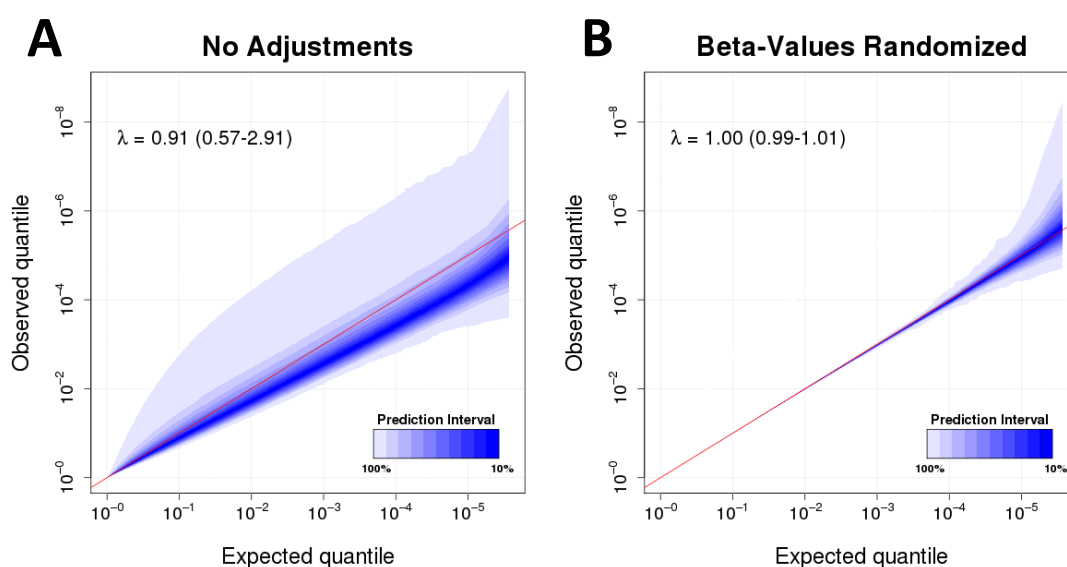 A
No Adjustments
λ = 0.91 (0.57-2.91)
Observed quantile
10⁻⁸
10⁻⁶
10⁻⁴
10⁻²
10⁻⁰
Prediction Interval
100% 10%
10⁻⁰ 10⁻¹ 10⁻² 10⁻³ 10⁻⁴ 10⁻⁵
Expected quantile
B
Beta-Values Randomized
λ = 1.00 (0.99-1.01)
Observed quantile
10⁻⁸
10⁻⁶
10⁻⁴
10⁻²
10⁻⁰
Prediction Interval
100% 10%
10⁻⁰ 10⁻¹ 10⁻² 10⁻³ 10⁻⁴ 10⁻⁵
Expected quantile